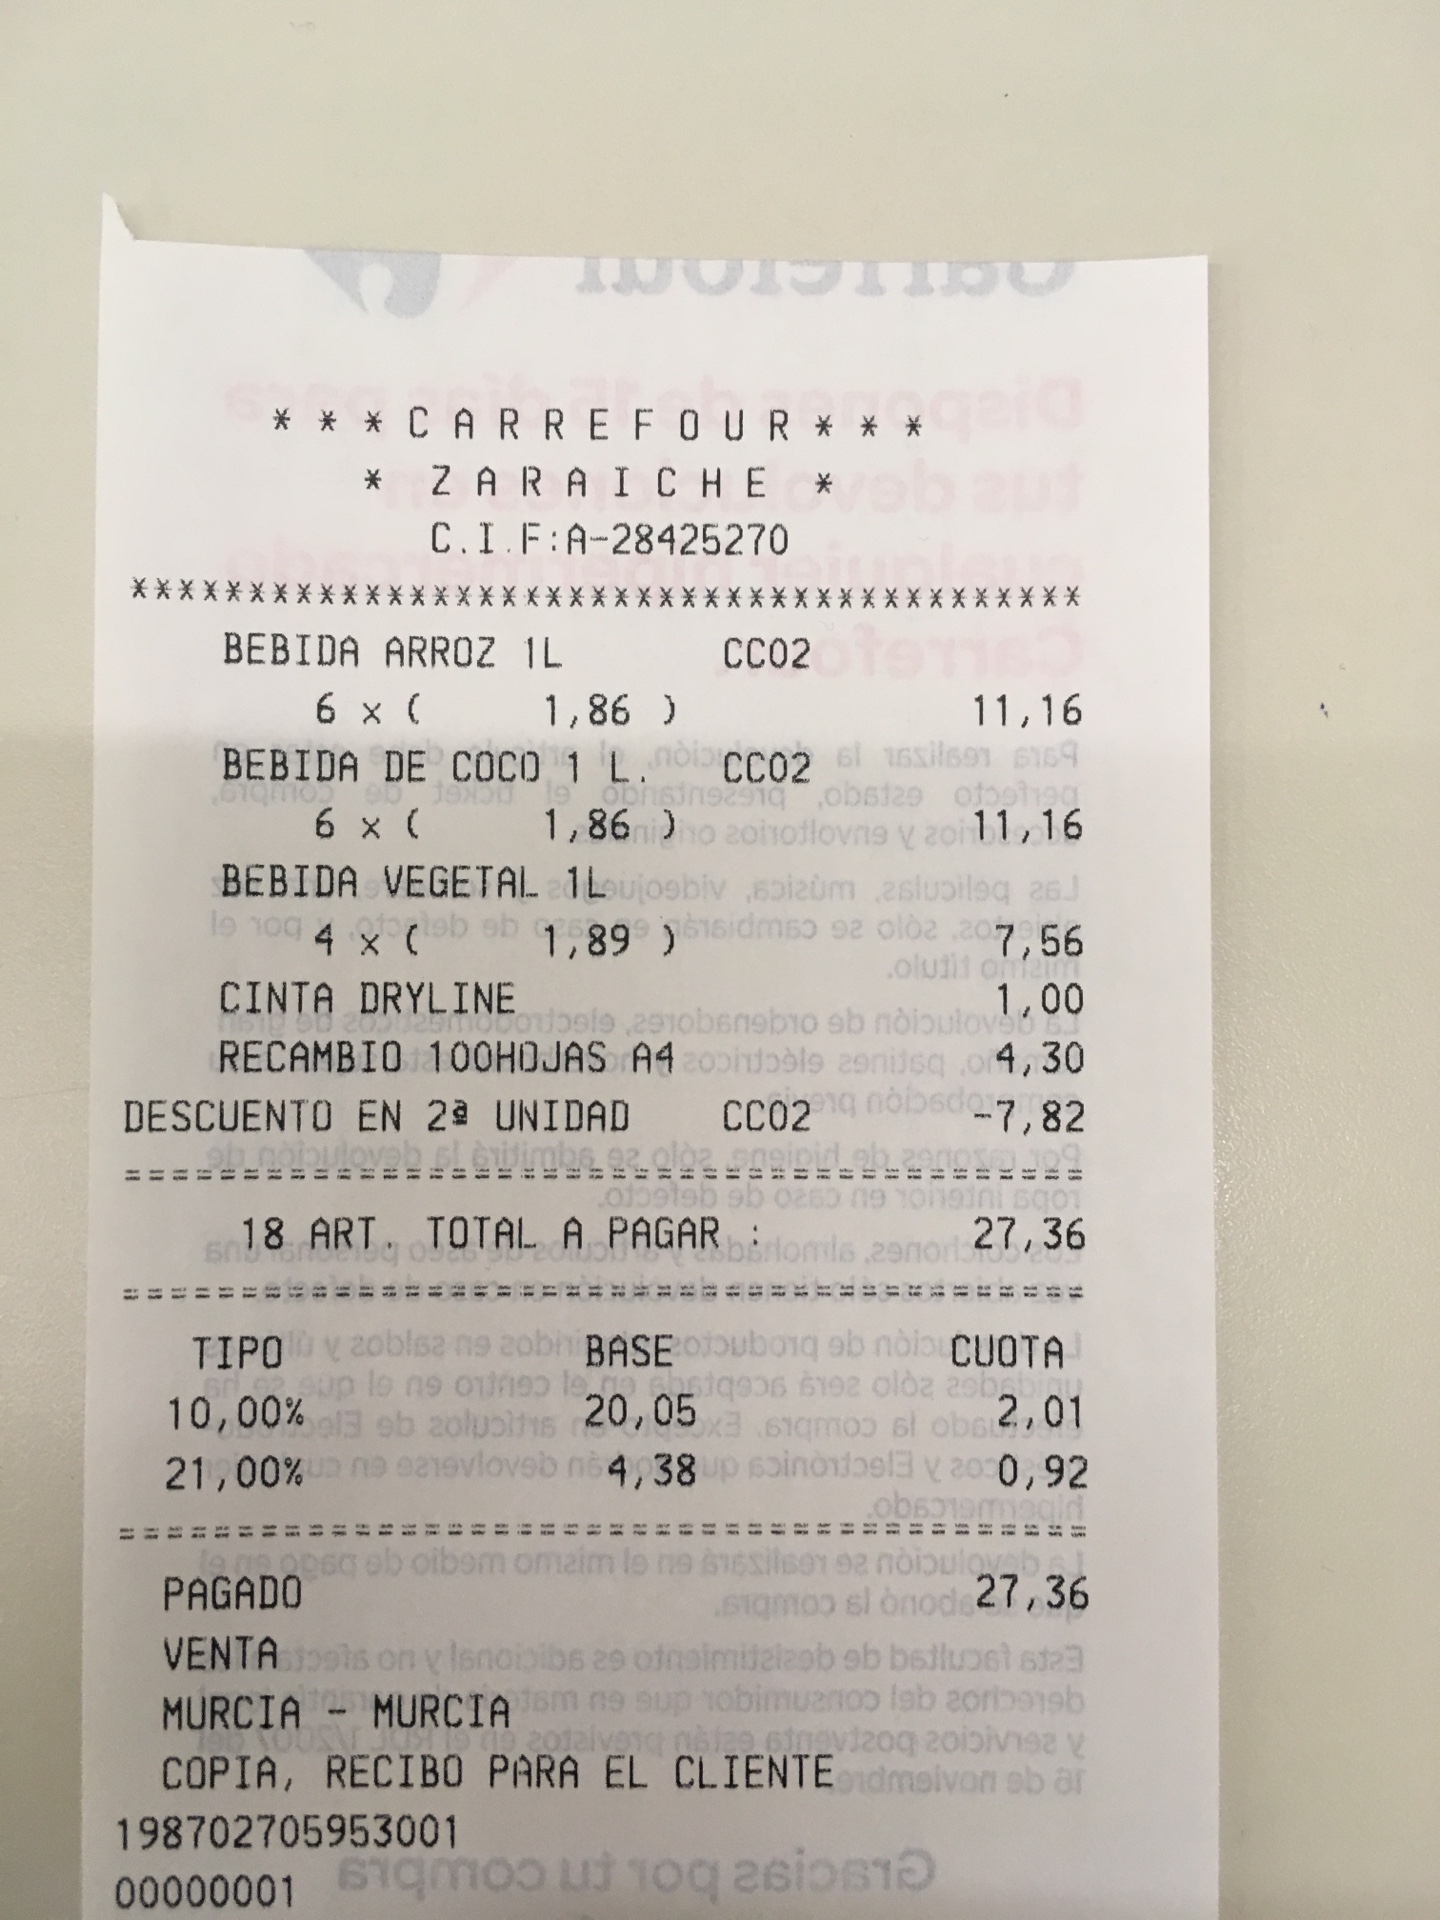 * * * C A R R E F O U R * * *
* Z A R A I C H E *
C.I.F:A-28425270
******************************************
BEBIDA ARROZ 1L CC02
6 x ( 1,86 ) 11,16
BEBIDA DE COCO 1 L. CC02
6 x ( 1,86 ) 11,16
BEBIDA VEGETAL 1L
4 x ( 1,89 ) 7,56
CINTA DRYLINE 1,00
RECAMBIO 100HOJAS A4 4,30
DESCUENTO EN 2ª UNIDAD CC02 -7,82
==========================================
18 ART. TOTAL A PAGAR : 27,36
==========================================
TIPO BASE CUOTA
10,00% 20,05 2,01
21,00% 4,38 0,92
==========================================
PAGADO 27,36
VENTA
MURCIA - MURCIA
COPIA, RECIBO PARA EL CLIENTE
198702705953001
00000001